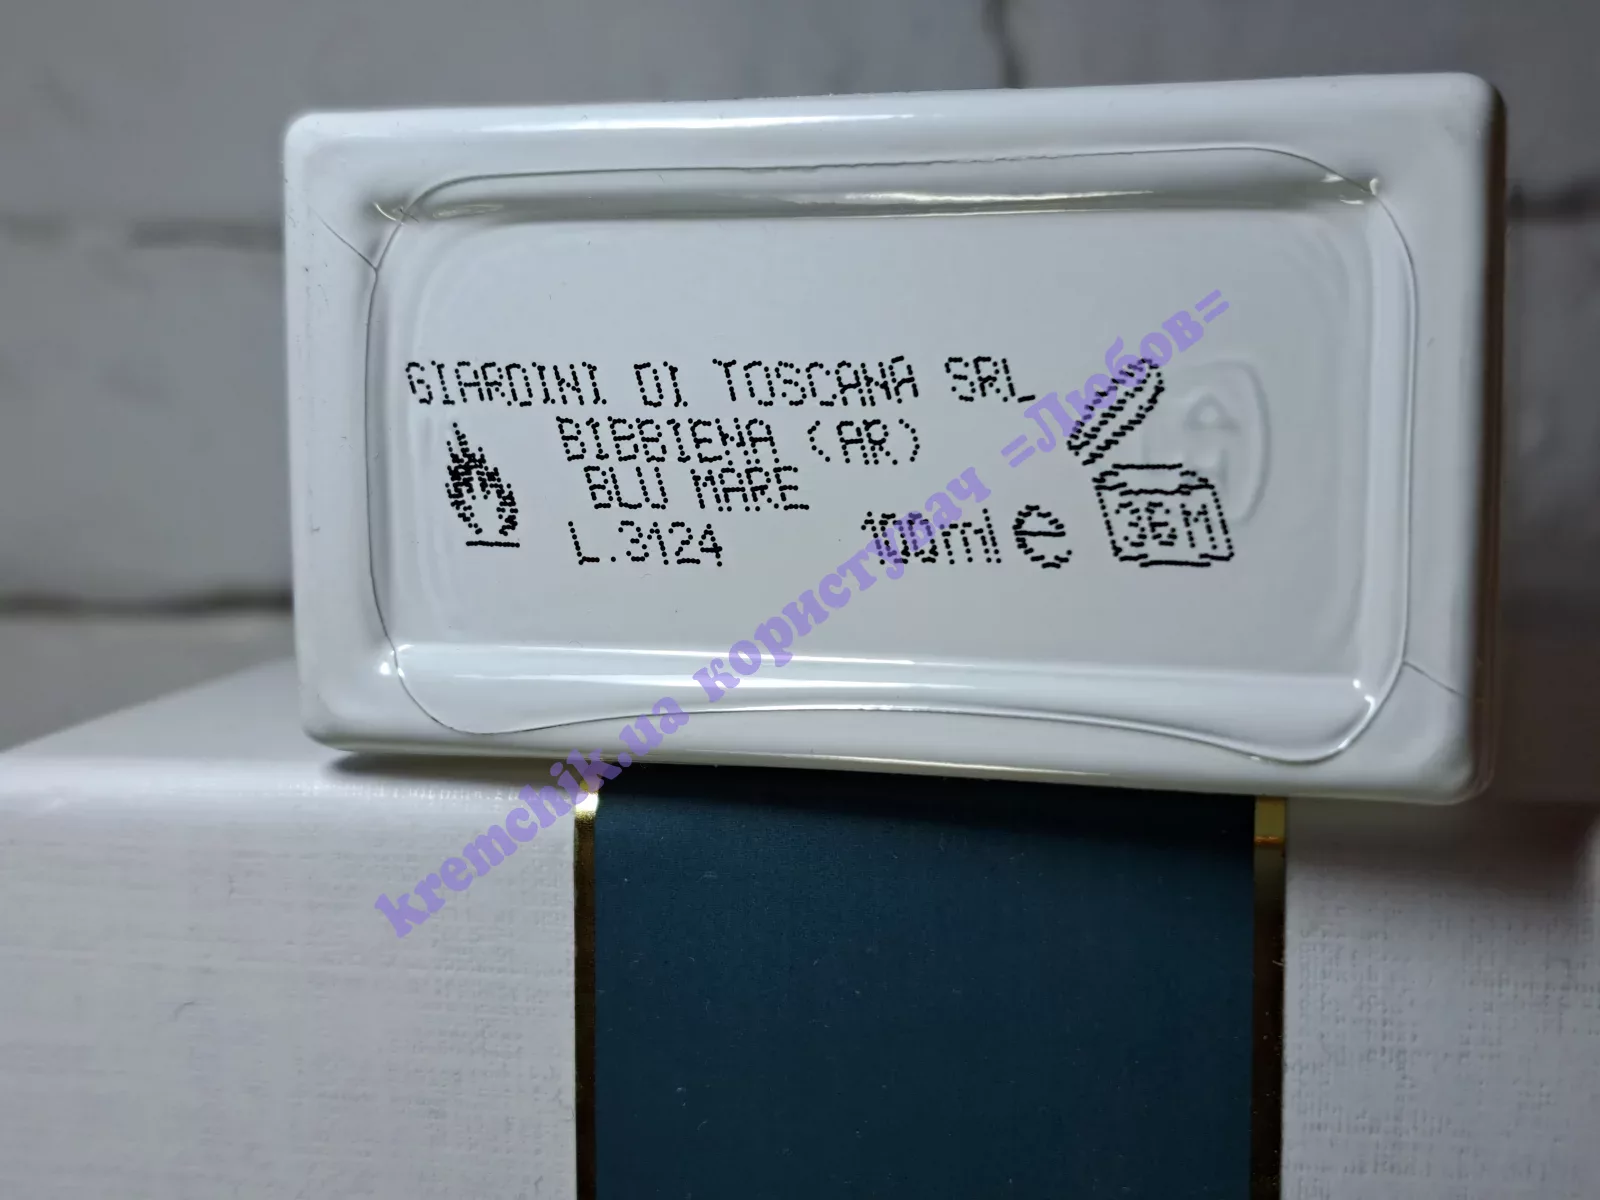 GIARDINI DI TOSCANA SRL
BIBBIENA (AR)
BLU MARE
L.3124
100ml e
36M
kremchik.ua користувач =Любов=